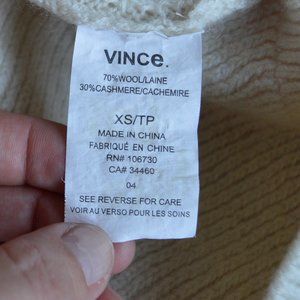 VINCE.
70%WOOL/LAINE
30%CASHMERE/CACHEMIRE
XS/TP
MADE IN CHINA
FABRIQUÉ EN CHINE
RN# 106730
CA# 34460
04
SEE REVERSE FOR CARE
VOIR AU VERSO POUR LES SOINS